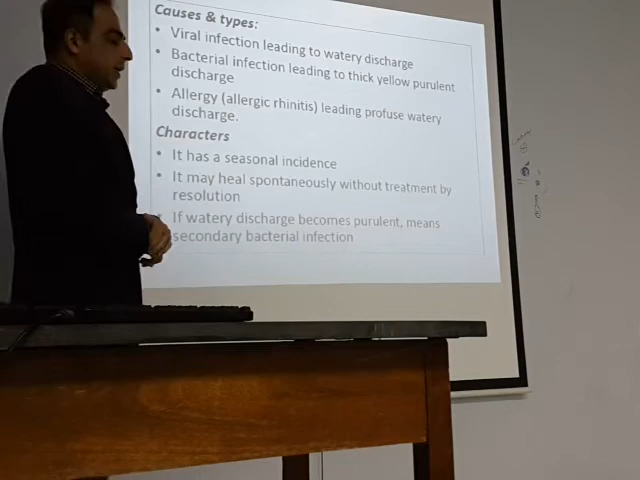 Causes & types:
• Viral infection leading to watery discharge
• Bacterial infection leading to thick yellow purulent
discharge
• Allergy (allergic rhinitis) leading profuse watery
discharge.
Characters
• It has a seasonal incidence
• It may heal spontaneously without treatment by
resolution
• If watery discharge becomes purulent, means
secondary bacterial infection